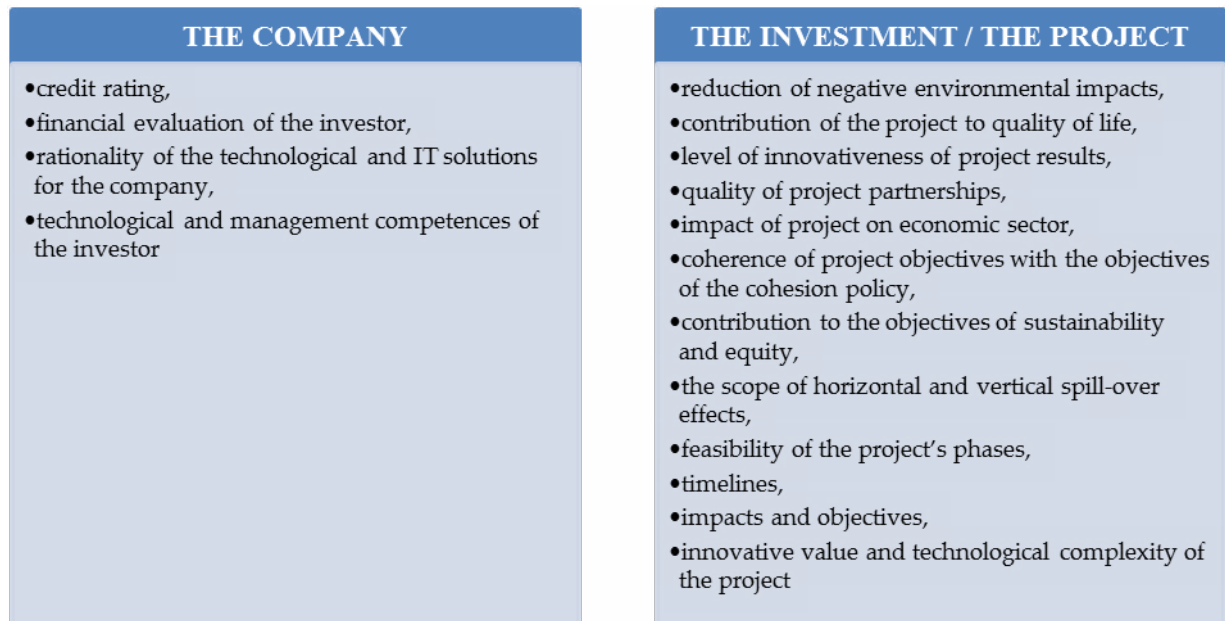 THE COMPANY
•credit rating,
•financial evaluation of the investor,
•rationality of the technological and IT solutions
for the company,
•technological and management competences of
the investor
THE INVESTMENT / THE PROJECT
•reduction of negative environmental impacts,
•contribution of the project to quality of life,
•level of innovativeness of project results,
•quality of project partnerships,
•impact of project on economic sector,
•coherence of project objectives with the objectives
of the cohesion policy,
•contribution to the objectives of sustainability
and equity,
•the scope of horizontal and vertical spill-over
effects,
•feasibility of the project’s phases,
•timelines,
•impacts and objectives,
•innovative value and technological complexity of
the project